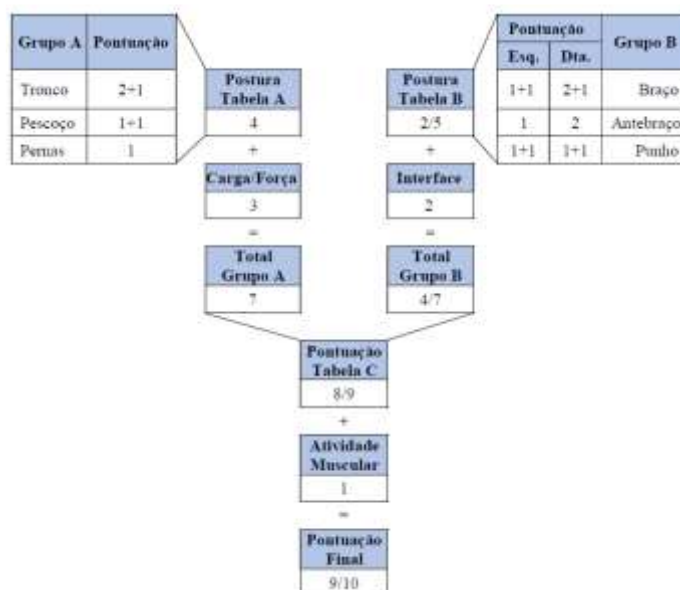 Grupo A Pontuação
Tronco 2+1
Pescoço 1+1
Pernas 1
Postura
Tabela A
4
+
Carga/Força
3
=
Total
Grupo A
7
Postura
Tabela B
2/5
+
Interface
2
=
Total
Grupo B
4/7
Pontuação Grupo B
Esq. Dta.
1+1 2+1 Braço
1 2 Antebraço
1+1 1+1 Punho
Pontuação
Tabela C
8/9
+
Atividade
Muscular
1
=
Pontuação
Final
9/10